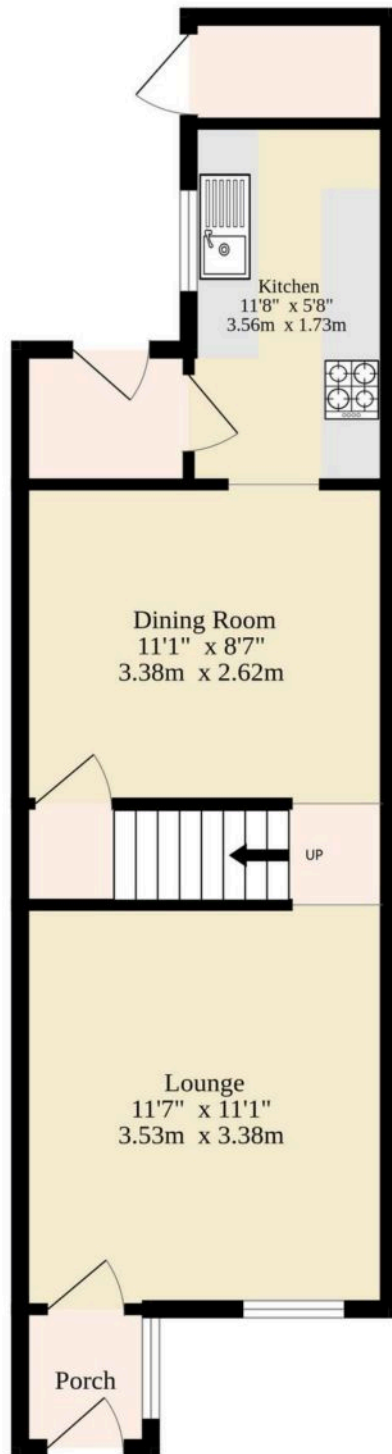 Kitchen
11'8" x 5'8"
3.56m x 1.73m
Dining Room
11'1" x 8'7"
3.38m x 2.62m
UP
Lounge
11'7" x 11'1"
3.53m x 3.38m
Porch